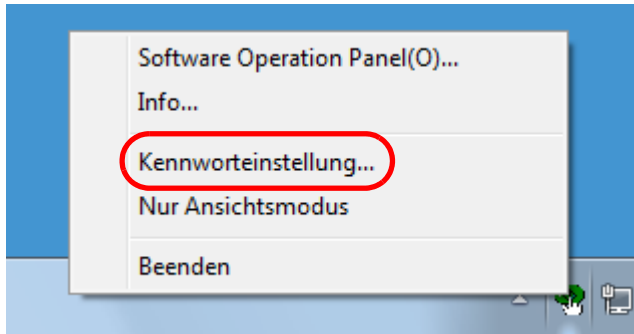 Software Operation Panel(O)...
Info...
Kennworteinstellung...
Nur Ansichtsmodus
Beenden